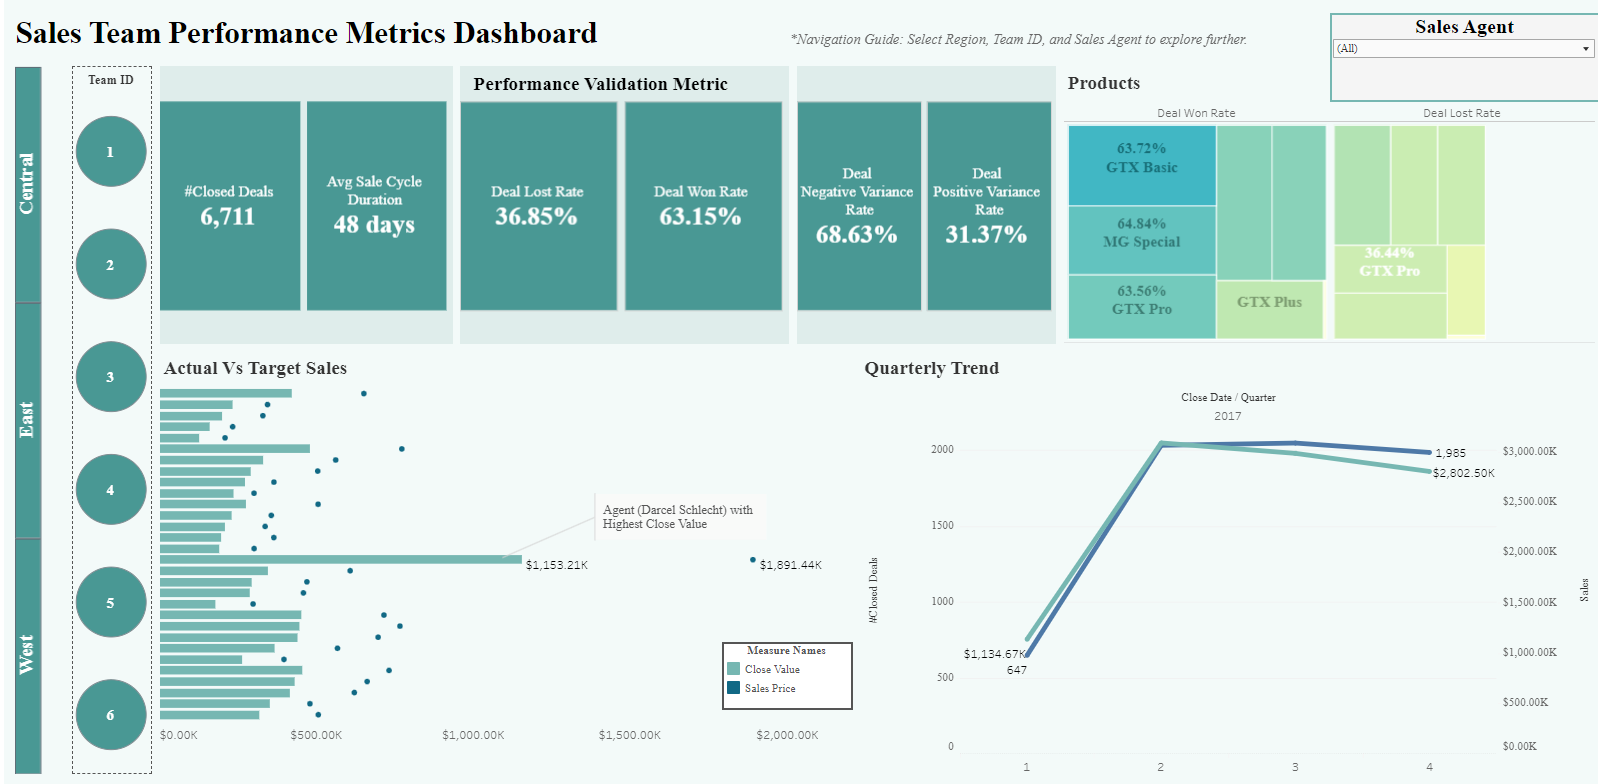 Sales Team Performance Metrics Dashboard
*Navigation Guide: Select Region, Team ID, and Sales Agent to explore further.
Sales Agent
(All)
Central
East
West
Team ID
1
2
3
4
5
6
#Closed Deals
6,711
Avg Sale Cycle
Duration
48 days
Performance Validation Metric
Deal Lost Rate
36.85%
Deal Won Rate
63.15%
Deal
Negative Variance
Rate
68.63%
Deal
Positive Variance
Rate
31.37%
Products
Deal Won Rate
Deal Lost Rate
63.72%
GTX Basic
64.84%
MG Special
63.56%
GTX Pro
GTX Plus
36.44%
GTX Pro
Actual Vs Target Sales
Agent (Darcel Schlecht) with
Highest Close Value
$1,153.21K
$1,891.44K
Measure Names
Close Value
Sales Price
$0.00K
$500.00K
$1,000.00K
$1,500.00K
$2,000.00K
Quarterly Trend
Close Date / Quarter
2017
#Closed Deals
2000
1500
1000
500
0
1,985
$2,802.50K
$1,134.67K
647
$3,000.00K
$2,500.00K
$2,000.00K
$1,500.00K
$1,000.00K
$500.00K
$0.00K
Sales
1
2
3
4